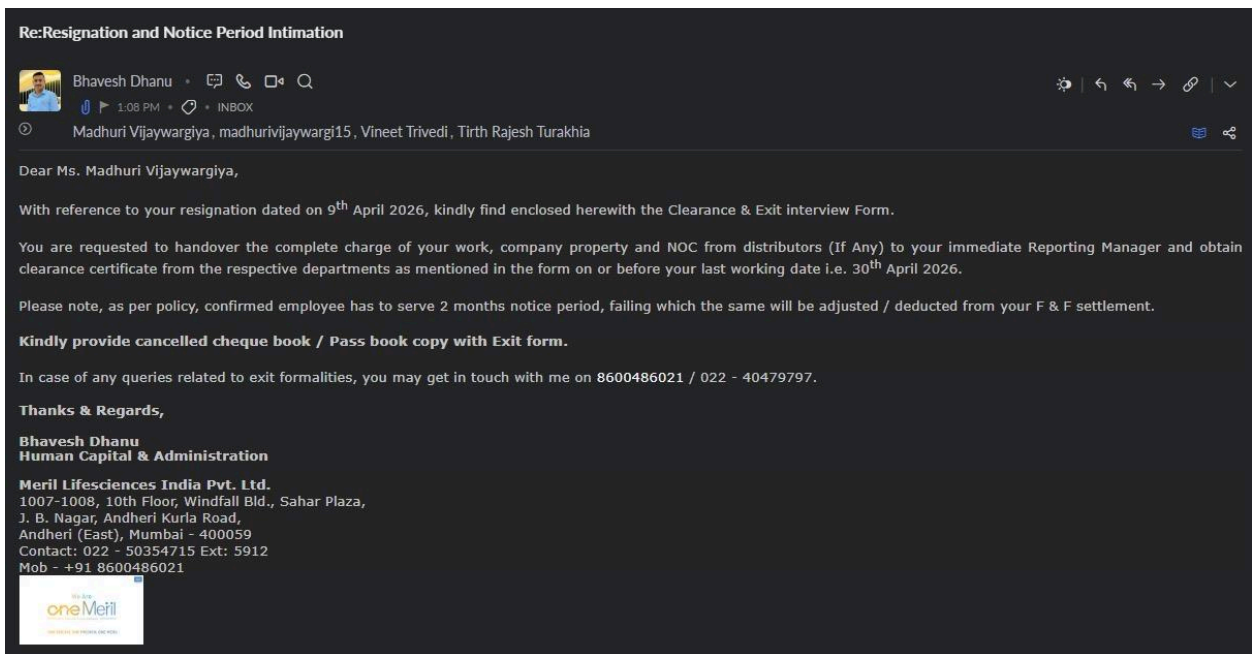 Re:Resignation and Notice Period Intimation
Bhavesh Dhanu
1:08 PM • INBOX
Madhuri Vijaywargiya, madhurivijaywargi15, Vineet Trivedi, Tirth Rajesh Turakhia
Dear Ms. Madhuri Vijaywargiya,
With reference to your resignation dated on 9th April 2026, kindly find enclosed herewith the Clearance & Exit interview Form.
You are requested to handover the complete charge of your work, company property and NOC from distributors (If Any) to your immediate Reporting Manager and obtain
clearance certificate from the respective departments as mentioned in the form on or before your last working date i.e. 30th April 2026.
Please note, as per policy, confirmed employee has to serve 2 months notice period, failing which the same will be adjusted / deducted from your F & F settlement.
Kindly provide cancelled cheque book / Pass book copy with Exit form.
In case of any queries related to exit formalities, you may get in touch with me on 8600486021 / 022 - 40479797.
Thanks & Regards,
Bhavesh Dhanu
Human Capital & Administration
Meril Lifesciences India Pvt. Ltd.
1007-1008, 10th Floor, Windfall Bld., Sahar Plaza,
J. B. Nagar, Andheri Kurla Road,
Andheri (East), Mumbai - 400059
Contact: 022 - 50354715 Ext: 5912
Mob - +91 8600486021
We Are
oneMeril